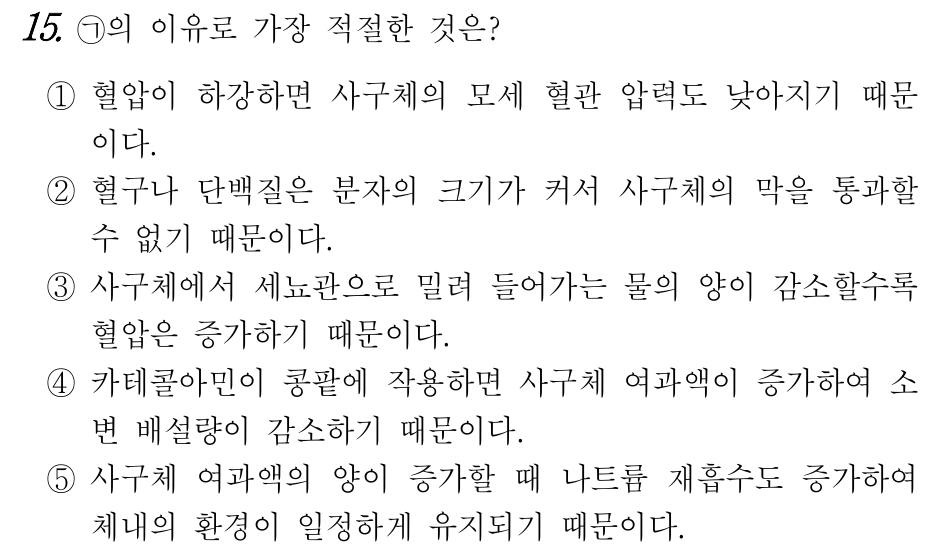 15. ㉠의 이유로 가장 적절한 것은?
① 혈압이 하강하면 사구체의 모세 혈관 압력도 낮아지기 때문
이다.
② 혈구나 단백질은 분자의 크기가 커서 사구체의 막을 통과할
수 없기 때문이다.
③ 사구체에서 세뇨관으로 밀려 들어가는 물의 양이 감소할수록
혈압은 증가하기 때문이다.
④ 카테콜아민이 콩팥에 작용하면 사구체 여과액이 증가하여 소
변 배설량이 감소하기 때문이다.
⑤ 사구체 여과액의 양이 증가할 때 나트륨 재흡수도 증가하여
체내의 환경이 일정하게 유지되기 때문이다.